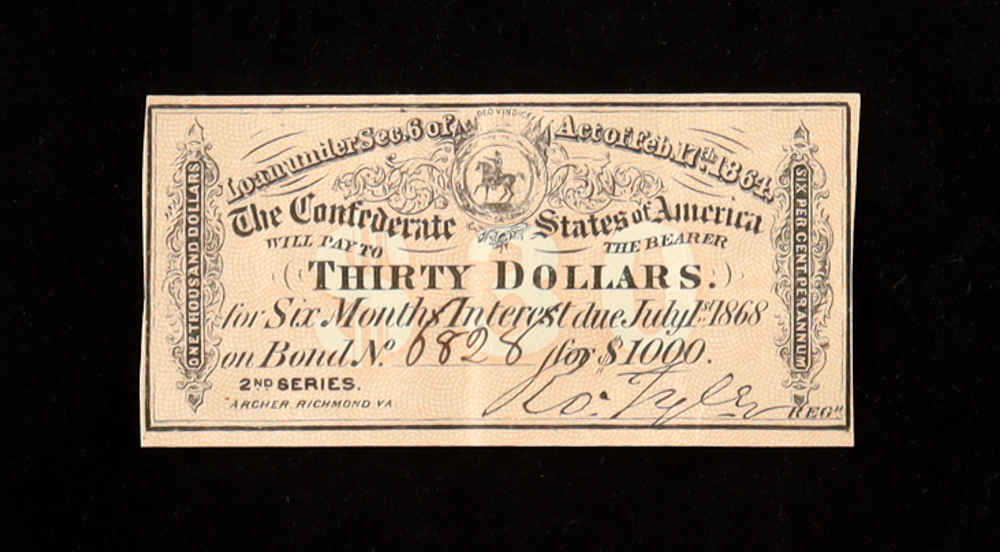 DEO VINDICE
Loan under Sec. 6 of Act of Feb. 17th 1864.
The Confederate States of America
WILL PAY TO THE BEARER
THIRTY DOLLARS.
for Six Months Interest due July 1st 1868
on Bond No. 6828 for $1000.
2ND SERIES.
Ro: Tyler REGR
ARCHER, RICHMOND VA
ONE THOUSAND DOLLARS
SIX PER CENT. PER ANNUM
$30